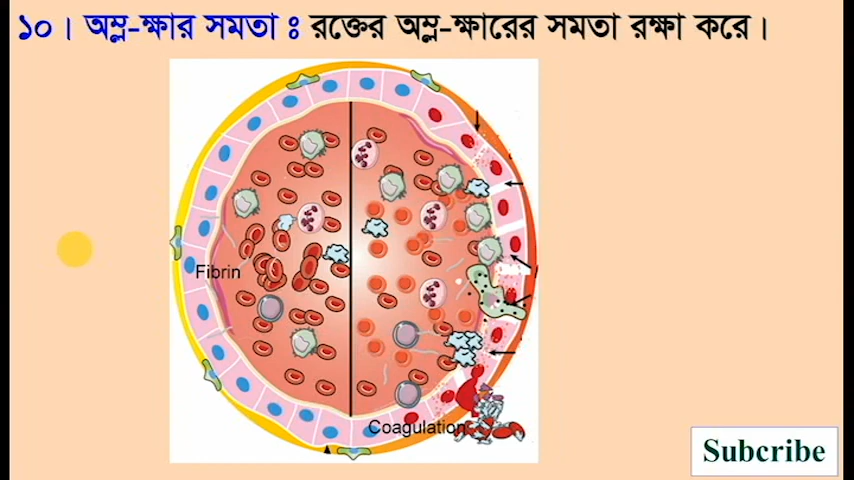 ১০। অম্ল-ক্ষার সমতা ঃ রক্তের অম্ল-ক্ষারের সমতা রক্ষা করে।
Fibrin
Coagulation
Subcribe